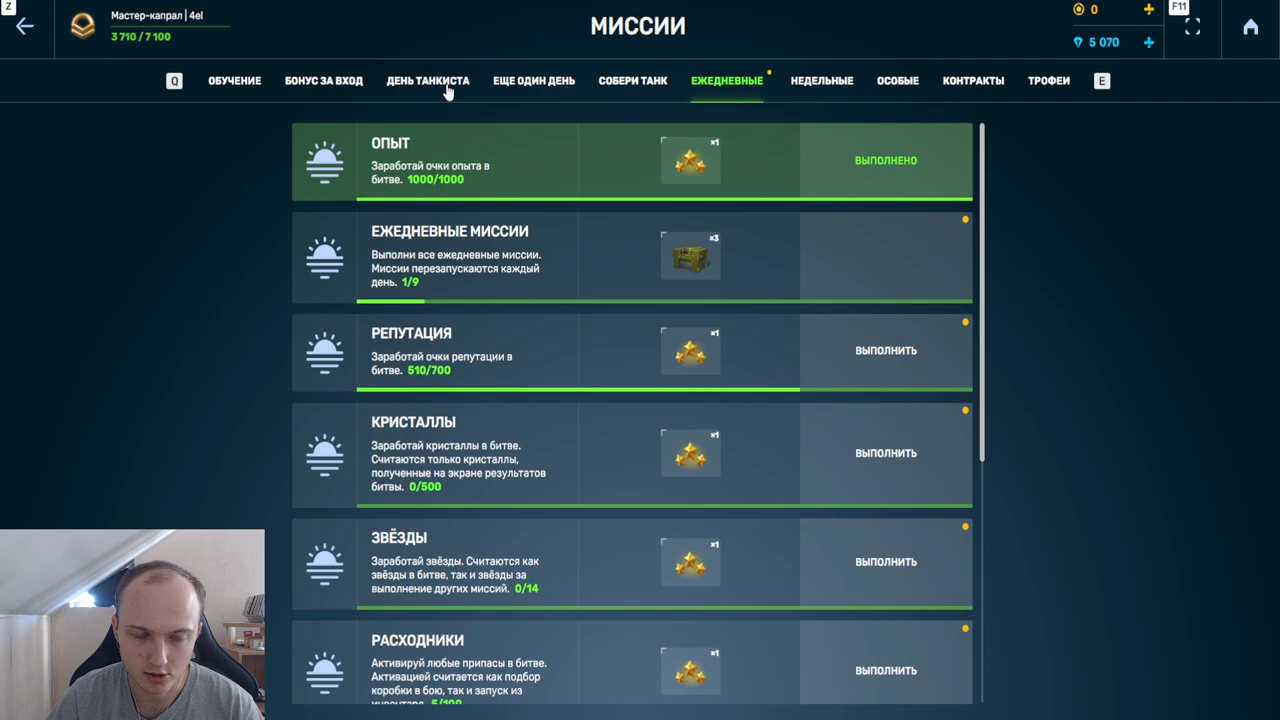 Z
Мастер-капрал | 4el
3 710 / 7 100
МИССИИ
0
5 070
F11
Q
ОБУЧЕНИЕ
БОНУС ЗА ВХОД
ДЕНЬ ТАНКИСТА
ЕЩЕ ОДИН ДЕНЬ
СОБЕРИ ТАНК
ЕЖЕДНЕВНЫЕ
НЕДЕЛЬНЫЕ
ОСОБЫЕ
КОНТРАКТЫ
ТРОФЕИ
E
ОПЫТ
Заработай очки опыта в
битве. 1000/1000
x1
ВЫПОЛНЕНО
ЕЖЕДНЕВНЫЕ МИССИИ
Выполни все ежедневные миссии.
Миссии перезапускаются каждый
день. 1/9
x3
РЕПУТАЦИЯ
Заработай очки репутации в
битве. 510/700
x1
ВЫПОЛНИТЬ
КРИСТАЛЛЫ
Заработай кристаллы в битве.
Считаются только кристаллы,
полученные на экране результатов
битвы. 0/500
x1
ВЫПОЛНИТЬ
ЗВЁЗДЫ
Заработай звёзды. Считаются как
звёзды в битве, так и звёзды за
выполнение других миссий. 0/14
x1
ВЫПОЛНИТЬ
РАСХОДНИКИ
Активируй любые припасы в битве.
Активацией считается как подбор
коробки в бою, так и запуск из
инвентаря. 5/100
x1
ВЫПОЛНИТЬ